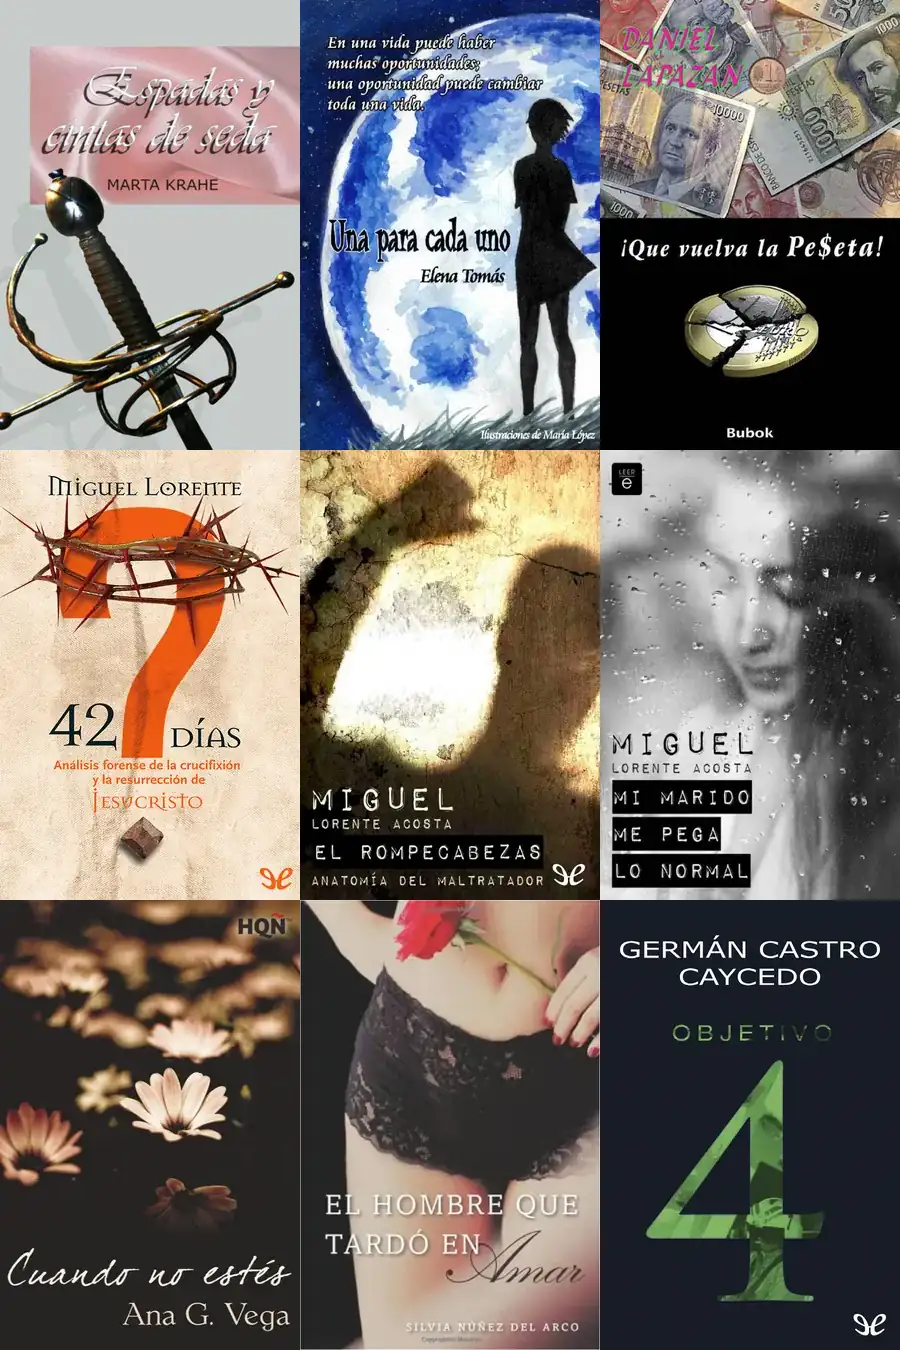 Espadas y
cintas de seda
MARTA KRAHE
En una vida puede haber
muchas oportunidades;
una oportunidad puede cambiar
toda una vida.
Una para cada uno
Elena Tomás
Ilustraciones de María López
DANIEL
LAPAZAN
10000
1000
¡Que vuelva la Pe$eta!
Bubok
MIGUEL LORENTE
42 DÍAS
Análisis forense de la crucifixión
y la resurrección de
JESUCRISTO
MIGUEL
LORENTE ACOSTA
EL ROMPECABEZAS
ANATOMÍA DEL MALTRATADOR
LEER
e
MIGUEL
LORENTE ACOSTA
MI MARIDO
ME PEGA
LO NORMAL
HQÑ
Cuando no estés
Ana G. Vega
EL HOMBRE QUE
TARDÓ EN
Amar
SILVIA NÚÑEZ DEL ARCO
GERMÁN CASTRO
CAYCEDO
OBJETIVO
4